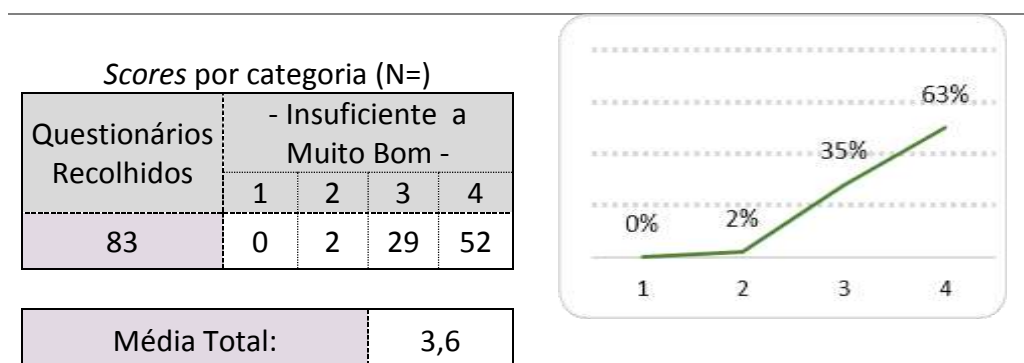 Scores por categoria (N=)
Questionários Recolhidos
- Insuficiente a
Muito Bom -
1 2 3 4
83 0 2 29 52
Média Total: 3,6
63%
35%
0% 2%
1 2 3 4